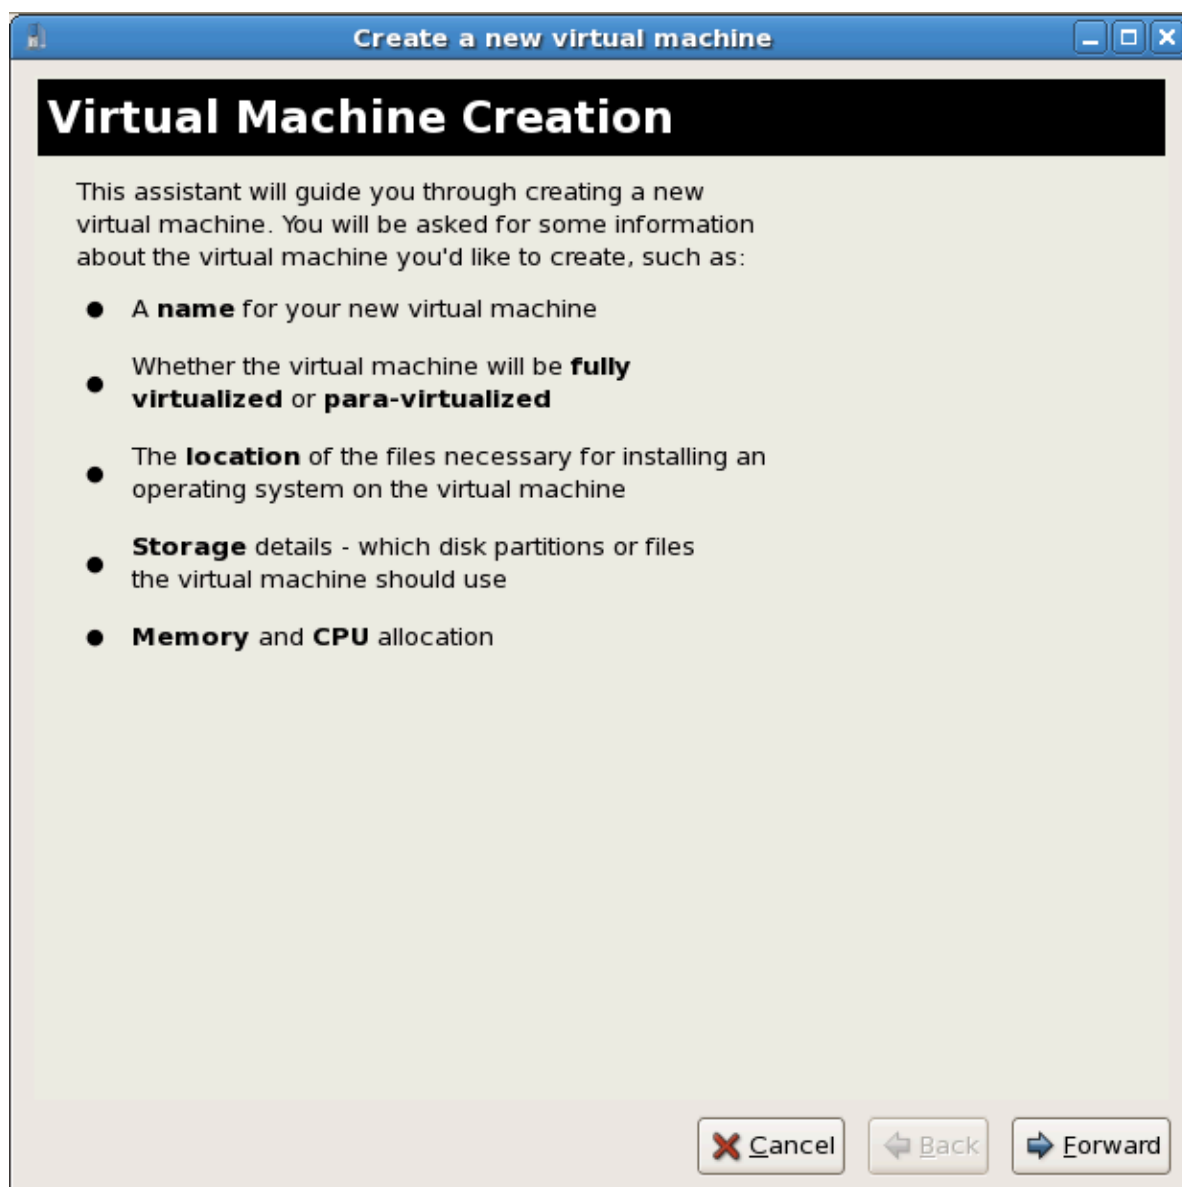 Create a new virtual machine
Virtual Machine Creation
This assistant will guide you through creating a new
virtual machine. You will be asked for some information
about the virtual machine you'd like to create, such as:
● A name for your new virtual machine
● Whether the virtual machine will be fully
virtualized or para-virtualized
● The location of the files necessary for installing an
operating system on the virtual machine
● Storage details - which disk partitions or files
the virtual machine should use
● Memory and CPU allocation
Cancel Back Forward